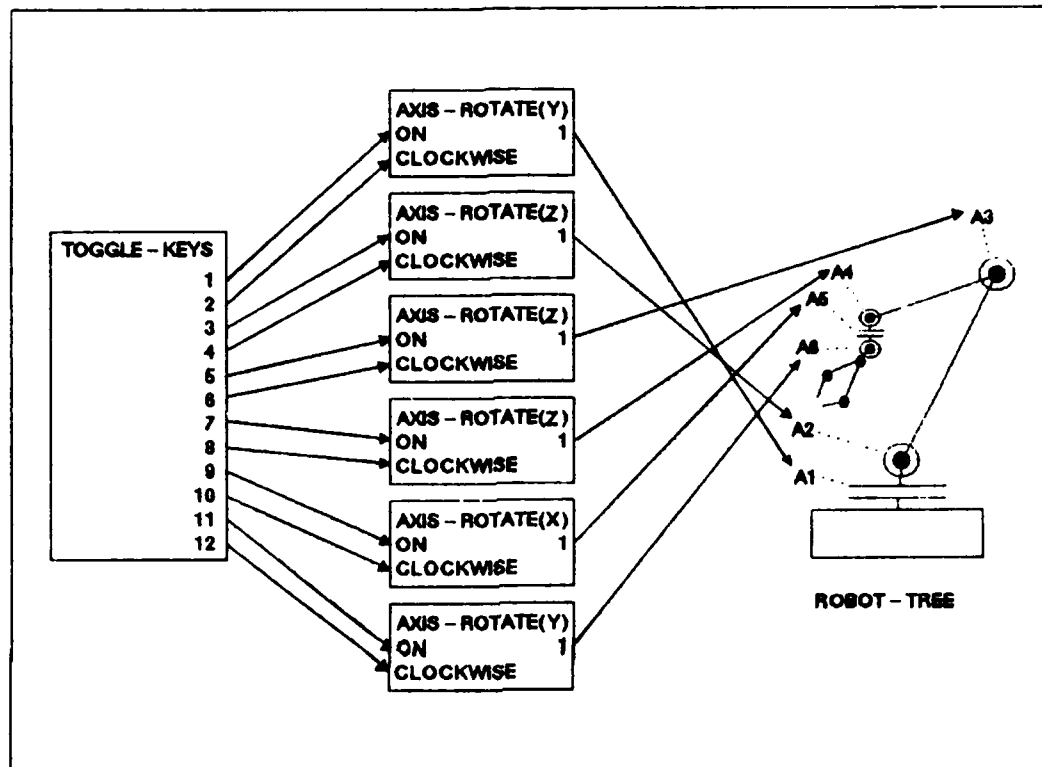 TOGGLE – KEYS
1
2
3
4
5
6
7
8
9
10
11
12
AXIS – ROTATE(Y)
ON 1
CLOCKWISE
AXIS – ROTATE(Z)
ON 1
CLOCKWISE
AXIS – ROTATE(Z)
ON 1
CLOCKWISE
AXIS – ROTATE(Z)
ON 1
CLOCKWISE
AXIS – ROTATE(X)
ON 1
CLOCKWISE
AXIS – ROTATE(Y)
ON 1
CLOCKWISE
A3
A4
A5
A6
A2
A1
ROBOT – TREE